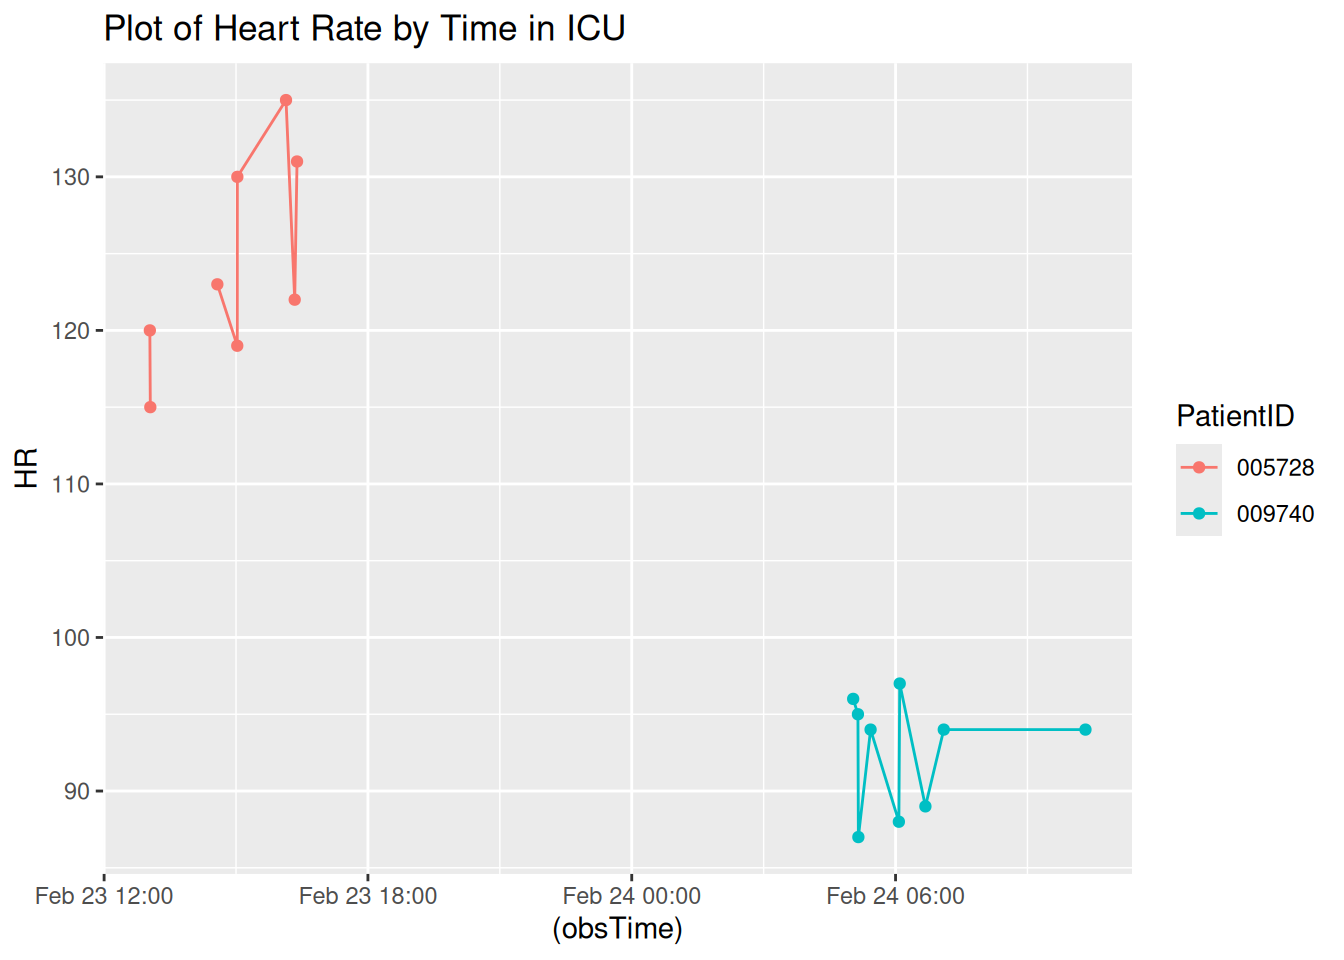 Plot of Heart Rate by Time in ICU
130
120
110
100
90
HR
Feb 23 12:00
Feb 23 18:00
Feb 24 00:00
Feb 24 06:00
(obsTime)
PatientID
005728
009740